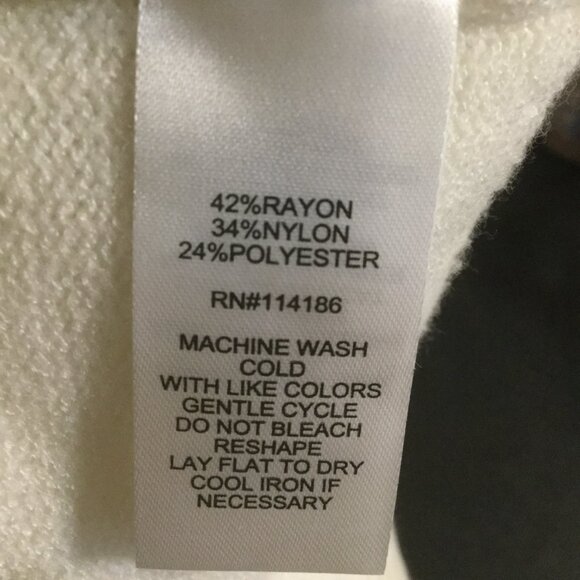 42%RAYON
34%NYLON
24%POLYESTER
RN#114186
MACHINE WASH
COLD
WITH LIKE COLORS
GENTLE CYCLE
DO NOT BLEACH
RESHAPE
LAY FLAT TO DRY
COOL IRON IF
NECESSARY